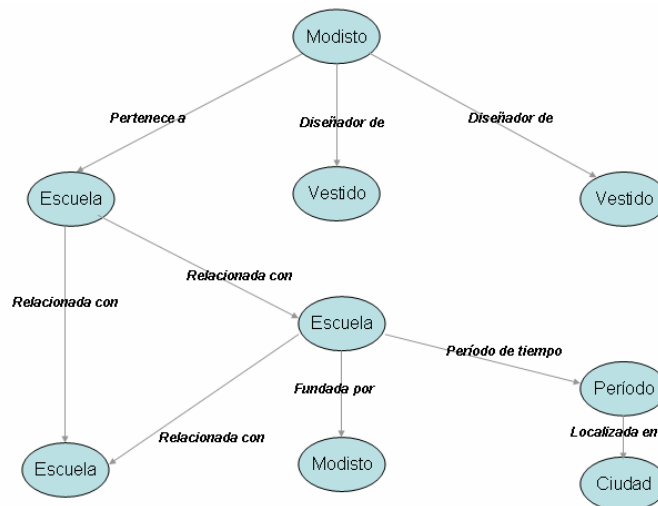 Modisto
Pertenece a
Diseñador de
Diseñador de
Escuela
Vestido
Vestido
Relacionada con
Relacionada con
Escuela
Período de tiempo
Fundada por
Período
Relacionada con
Localizada en
Escuela
Modisto
Ciudad